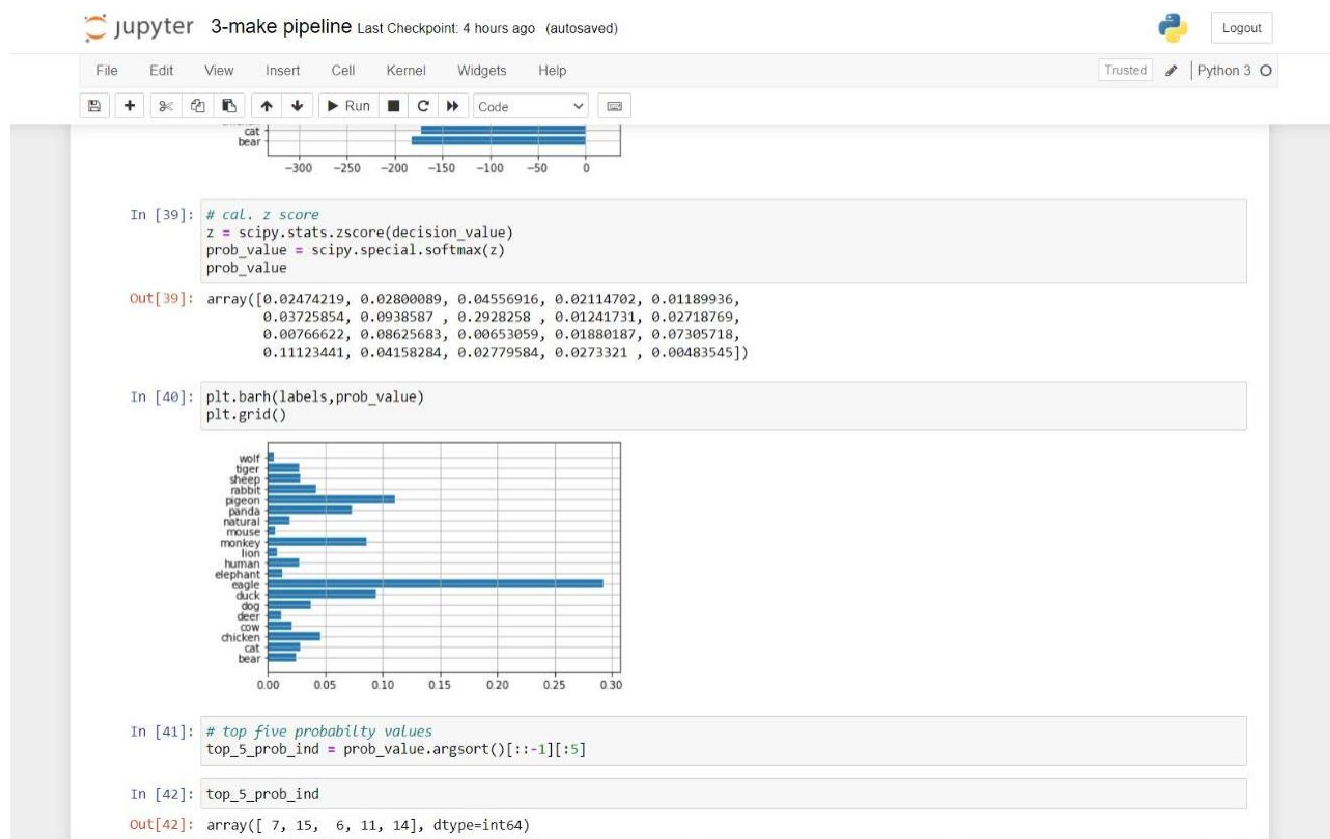 jupyter 3-make pipeline Last Checkpoint: 4 hours ago (autosaved)
Logout
File Edit View Insert Cell Kernel Widgets Help
Trusted Python 3
Run Code
cat
bear
−300 −250 −200 −150 −100 −50 0
In [39]: # cal. z score
z = scipy.stats.zscore(decision_value)
prob_value = scipy.special.softmax(z)
prob_value
Out[39]: array([0.02474219, 0.02800089, 0.04556916, 0.02114702, 0.01189936,
0.03725854, 0.0938587 , 0.2928258 , 0.01241731, 0.02718769,
0.00766622, 0.08625683, 0.00653059, 0.01880187, 0.07305718,
0.11123441, 0.04158284, 0.02779584, 0.0273321 , 0.00483545])
In [40]: plt.barh(labels,prob_value)
plt.grid()
wolf
tiger
sheep
rabbit
pigeon
panda
natural
mouse
monkey
lion
human
elephant
eagle
duck
dog
deer
cow
chicken
cat
bear
0.00 0.05 0.10 0.15 0.20 0.25 0.30
In [41]: # top five probabilty values
top_5_prob_ind = prob_value.argsort()[::-1][:5]
In [42]: top_5_prob_ind
Out[42]: array([ 7, 15,  6, 11, 14], dtype=int64)